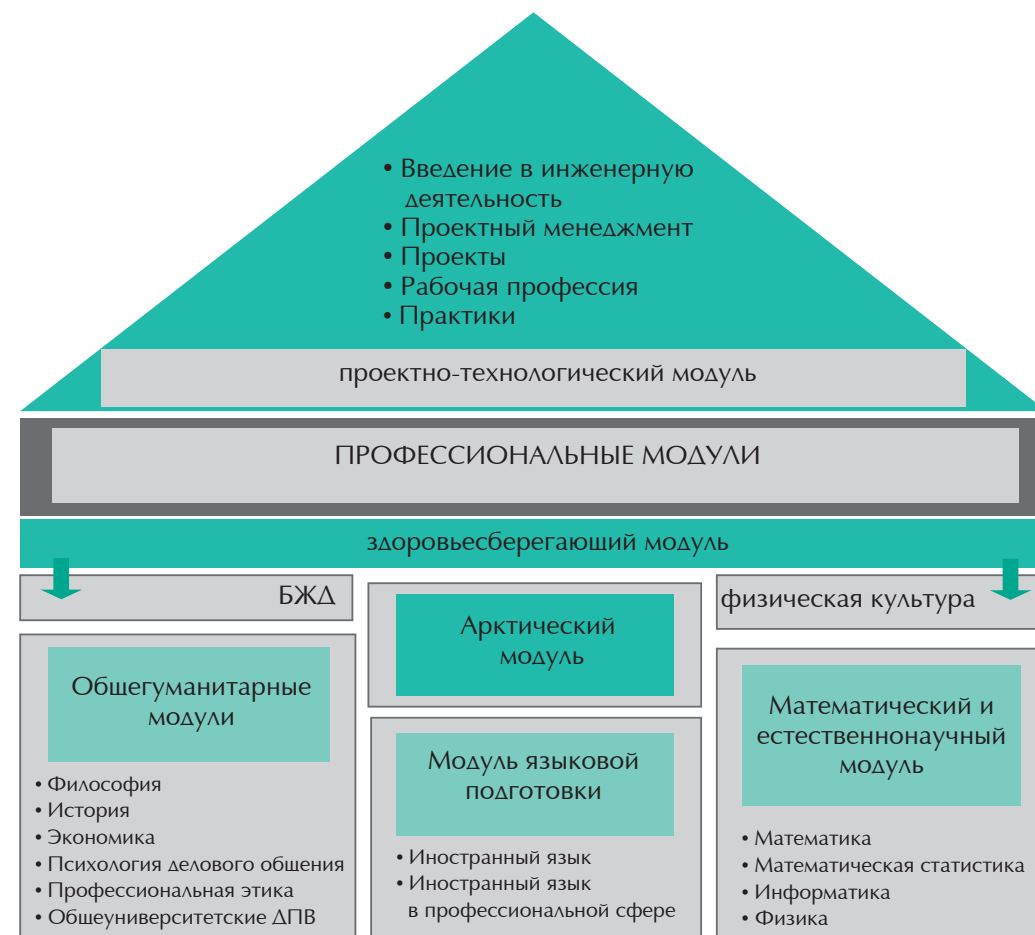 • Введение в инженерную
деятельность
• Проектный менеджмент
• Проекты
• Рабочая профессия
• Практики
проектно-технологический модуль
ПРОФЕССИОНАЛЬНЫЕ МОДУЛИ
здоровьесберегающий модуль
БЖД
физическая культура
Общегуманитарные
модули
• Философия
• История
• Экономика
• Психология делового общения
• Профессиональная этика
• Общеуниверситетские ДПВ
Арктический
модуль
Модуль языковой
подготовки
• Иностранный язык
• Иностранный язык
в профессиональной сфере
Математический и
естественнонаучный
модуль
• Математика
• Математическая статистика
• Информатика
• Физика